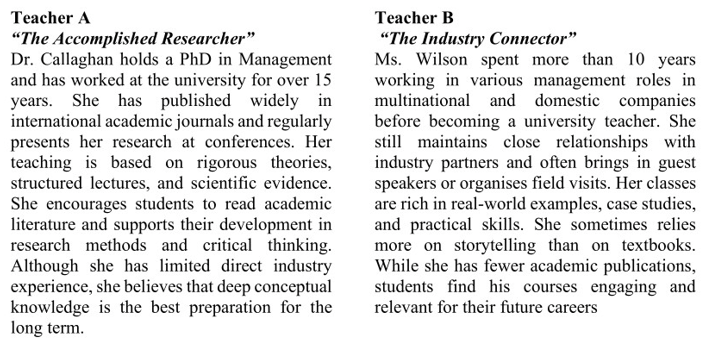 Teacher A
“The Accomplished Researcher”
Dr. Callaghan holds a PhD in Management
and has worked at the university for over 15
years. She has published widely in
international academic journals and regularly
presents her research at conferences. Her
teaching is based on rigorous theories,
structured lectures, and scientific evidence.
She encourages students to read academic
literature and supports their development in
research methods and critical thinking.
Although she has limited direct industry
experience, she believes that deep conceptual
knowledge is the best preparation for the
long term.
Teacher B
“The Industry Connector”
Ms. Wilson spent more than 10 years
working in various management roles in
multinational and domestic companies
before becoming a university teacher. She
still maintains close relationships with
industry partners and often brings in guest
speakers or organises field visits. Her classes
are rich in real-world examples, case studies,
and practical skills. She sometimes relies
more on storytelling than on textbooks.
While she has fewer academic publications,
students find his courses engaging and
relevant for their future careers